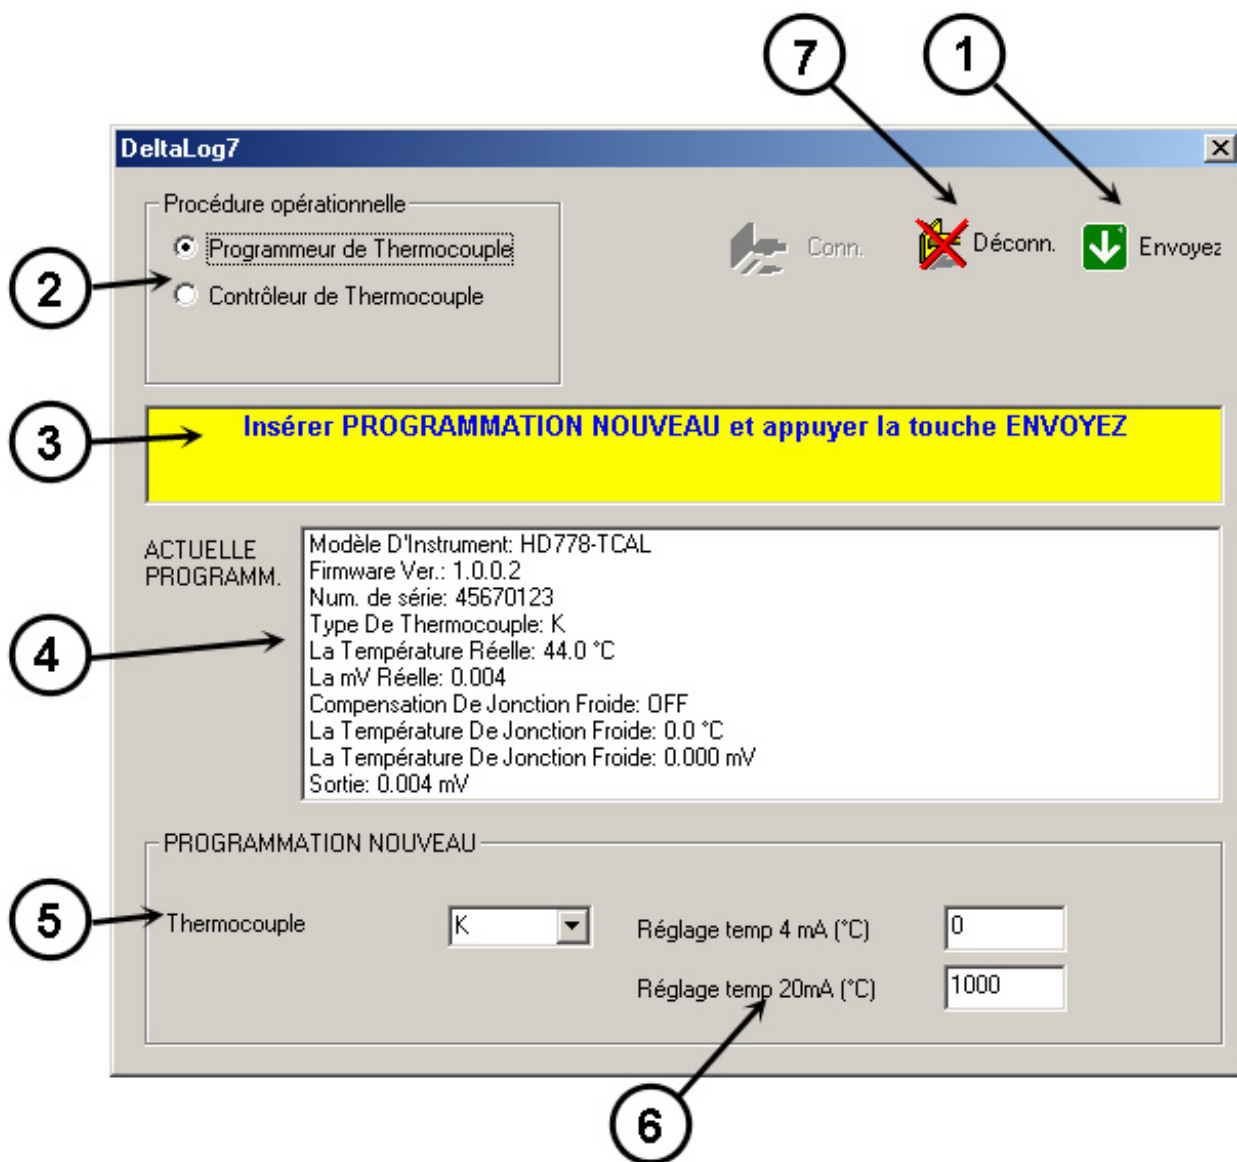 7
1
DeltaLog7
Procédure opérationnelle
Programmeur de Thermocouple
Contrôleur de Thermocouple
Conn.
Déconn.
Envoyez
2
3
Insérer PROGRAMMATION NOUVEAU et appuyer la touche ENVOYEZ
ACTUELLE
PROGRAMM.
4
Modèle D'Instrument: HD778-TCAL
Firmware Ver.: 1.0.0.2
Num. de série: 45670123
Type De Thermocouple: K
La Température Réelle: 44.0 °C
La mV Réelle: 0.004
Compensation De Jonction Froide: OFF
La Température De Jonction Froide: 0.0 °C
La Température De Jonction Froide: 0.000 mV
Sortie: 0.004 mV
PROGRAMMATION NOUVEAU
5
Thermocouple
K
Réglage temp 4 mA (°C)
0
Réglage temp 20mA (°C)
1000
6